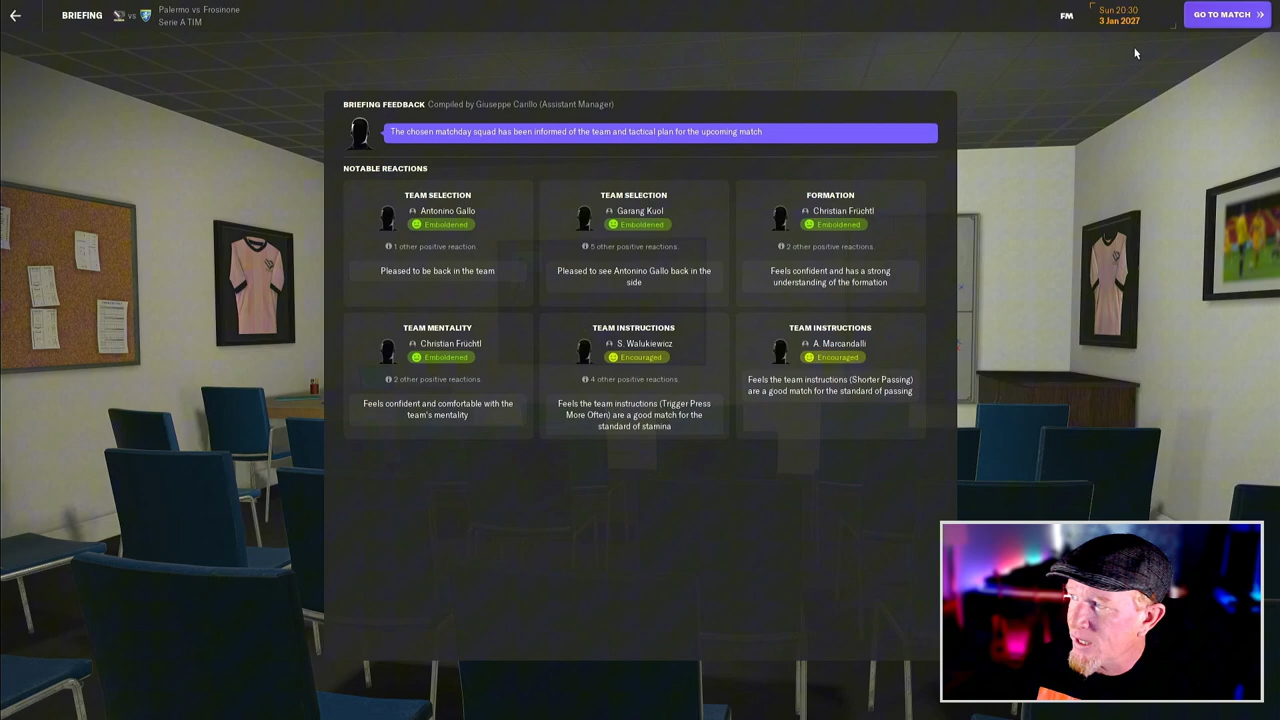 BRIEFING
vs
Palermo vs Frosinone
Serie A TIM
FM
Sun 20:30
3 Jan 2027
GO TO MATCH
BRIEFING FEEDBACK Compiled by Giuseppe Carillo (Assistant Manager)
The chosen matchday squad has been informed of the team and tactical plan for the upcoming match
NOTABLE REACTIONS
TEAM SELECTION
Antonino Gallo
Emboldened
1 other positive reaction.
Pleased to be back in the team
TEAM SELECTION
Garang Kuol
Emboldened
5 other positive reactions.
Pleased to see Antonino Gallo back in the
side
FORMATION
Christian Früchtl
Emboldened
2 other positive reactions.
Feels confident and has a strong
understanding of the formation
TEAM MENTALITY
Christian Früchtl
Emboldened
2 other positive reactions.
Feels confident and comfortable with the
team's mentality
TEAM INSTRUCTIONS
S. Walukiewicz
Encouraged
4 other positive reactions.
Feels the team instructions (Trigger Press
More Often) are a good match for the
standard of stamina
TEAM INSTRUCTIONS
A. Marcandalli
Encouraged
Feels the team instructions (Shorter Passing)
are a good match for the standard of passing